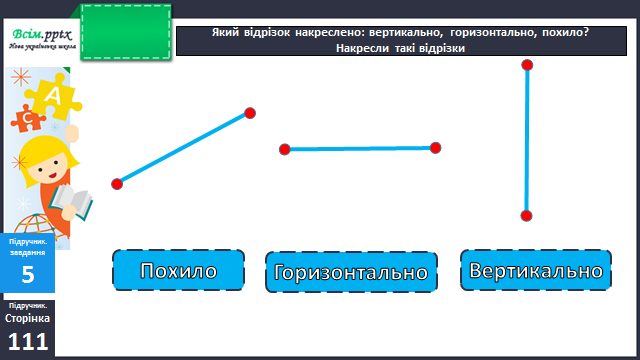 Всім.pptx
Нова українська школа
Який відрізок накреслено: вертикально, горизонтально, похило?
Накресли такі відрізки
А
С
Підручник.
завдання
5
Підручник.
Сторінка
111
Похило
Горизонтально
Вертикально